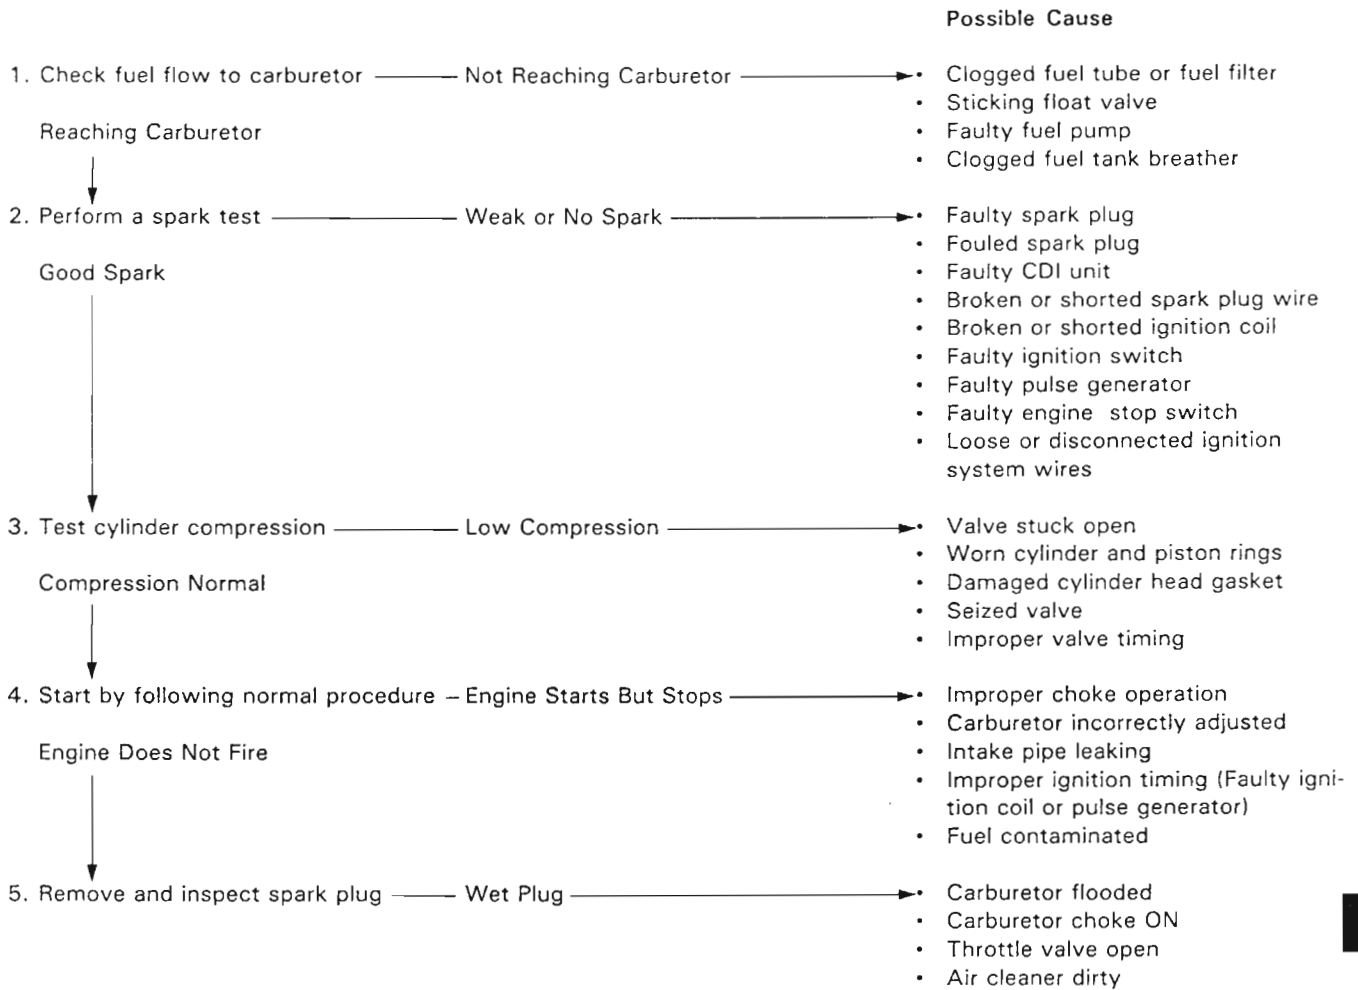 Possible Cause
1. Check fuel flow to carburetor Not Reaching Carburetor • Clogged fuel tube or fuel filter
• Sticking float valve
Reaching Carburetor • Faulty fuel pump
• Clogged fuel tank breather
2. Perform a spark test Weak or No Spark • Faulty spark plug
• Fouled spark plug
Good Spark • Faulty CDI unit
• Broken or shorted spark plug wire
• Broken or shorted ignition coil
• Faulty ignition switch
• Faulty pulse generator
• Faulty engine stop switch
• Loose or disconnected ignition
system wires
3. Test cylinder compression Low Compression • Valve stuck open
• Worn cylinder and piston rings
Compression Normal • Damaged cylinder head gasket
• Seized valve
• Improper valve timing
4. Start by following normal procedure – Engine Starts But Stops • Improper choke operation
• Carburetor incorrectly adjusted
Engine Does Not Fire • Intake pipe leaking
• Improper ignition timing (Faulty igni-
tion coil or pulse generator)
• Fuel contaminated
5. Remove and inspect spark plug Wet Plug • Carburetor flooded
• Carburetor choke ON
• Throttle valve open
• Air cleaner dirty